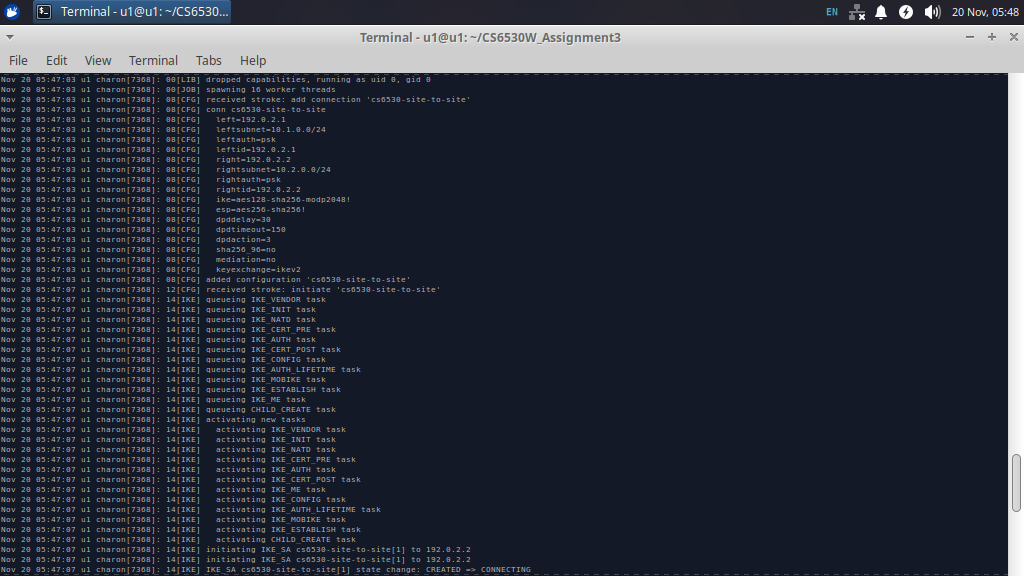 Terminal - u1@u1: ~/CS6530...
EN
20 Nov, 05:48
Terminal - u1@u1: ~/CS6530W_Assignment3
File Edit View Terminal Tabs Help
Nov 20 05:47:03 u1 charon[7368]: 00[LIB] dropped capabilities, running as uid 0, gid 0
Nov 20 05:47:03 u1 charon[7368]: 00[JOB] spawning 16 worker threads
Nov 20 05:47:03 u1 charon[7368]: 08[CFG] received stroke: add connection 'cs6530-site-to-site'
Nov 20 05:47:03 u1 charon[7368]: 08[CFG] conn cs6530-site-to-site
Nov 20 05:47:03 u1 charon[7368]: 08[CFG]   left=192.0.2.1
Nov 20 05:47:03 u1 charon[7368]: 08[CFG]   leftsubnet=10.1.0.0/24
Nov 20 05:47:03 u1 charon[7368]: 08[CFG]   leftauth=psk
Nov 20 05:47:03 u1 charon[7368]: 08[CFG]   leftid=192.0.2.1
Nov 20 05:47:03 u1 charon[7368]: 08[CFG]   right=192.0.2.2
Nov 20 05:47:03 u1 charon[7368]: 08[CFG]   rightsubnet=10.2.0.0/24
Nov 20 05:47:03 u1 charon[7368]: 08[CFG]   rightauth=psk
Nov 20 05:47:03 u1 charon[7368]: 08[CFG]   rightid=192.0.2.2
Nov 20 05:47:03 u1 charon[7368]: 08[CFG]   ike=aes128-sha256-modp2048!
Nov 20 05:47:03 u1 charon[7368]: 08[CFG]   esp=aes256-sha256!
Nov 20 05:47:03 u1 charon[7368]: 08[CFG]   dpddelay=30
Nov 20 05:47:03 u1 charon[7368]: 08[CFG]   dpdtimeout=150
Nov 20 05:47:03 u1 charon[7368]: 08[CFG]   dpdaction=3
Nov 20 05:47:03 u1 charon[7368]: 08[CFG]   sha256_96=no
Nov 20 05:47:03 u1 charon[7368]: 08[CFG]   mediation=no
Nov 20 05:47:03 u1 charon[7368]: 08[CFG]   keyexchange=ikev2
Nov 20 05:47:03 u1 charon[7368]: 08[CFG] added configuration 'cs6530-site-to-site'
Nov 20 05:47:07 u1 charon[7368]: 12[CFG] received stroke: initiate 'cs6530-site-to-site'
Nov 20 05:47:07 u1 charon[7368]: 14[IKE] queueing IKE_VENDOR task
Nov 20 05:47:07 u1 charon[7368]: 14[IKE] queueing IKE_INIT task
Nov 20 05:47:07 u1 charon[7368]: 14[IKE] queueing IKE_NATD task
Nov 20 05:47:07 u1 charon[7368]: 14[IKE] queueing IKE_CERT_PRE task
Nov 20 05:47:07 u1 charon[7368]: 14[IKE] queueing IKE_AUTH task
Nov 20 05:47:07 u1 charon[7368]: 14[IKE] queueing IKE_CERT_POST task
Nov 20 05:47:07 u1 charon[7368]: 14[IKE] queueing IKE_CONFIG task
Nov 20 05:47:07 u1 charon[7368]: 14[IKE] queueing IKE_AUTH_LIFETIME task
Nov 20 05:47:07 u1 charon[7368]: 14[IKE] queueing IKE_MOBIKE task
Nov 20 05:47:07 u1 charon[7368]: 14[IKE] queueing IKE_ESTABLISH task
Nov 20 05:47:07 u1 charon[7368]: 14[IKE] queueing IKE_ME task
Nov 20 05:47:07 u1 charon[7368]: 14[IKE] queueing CHILD_CREATE task
Nov 20 05:47:07 u1 charon[7368]: 14[IKE] activating new tasks
Nov 20 05:47:07 u1 charon[7368]: 14[IKE]   activating IKE_VENDOR task
Nov 20 05:47:07 u1 charon[7368]: 14[IKE]   activating IKE_INIT task
Nov 20 05:47:07 u1 charon[7368]: 14[IKE]   activating IKE_NATD task
Nov 20 05:47:07 u1 charon[7368]: 14[IKE]   activating IKE_CERT_PRE task
Nov 20 05:47:07 u1 charon[7368]: 14[IKE]   activating IKE_AUTH task
Nov 20 05:47:07 u1 charon[7368]: 14[IKE]   activating IKE_CERT_POST task
Nov 20 05:47:07 u1 charon[7368]: 14[IKE]   activating IKE_ME task
Nov 20 05:47:07 u1 charon[7368]: 14[IKE]   activating IKE_CONFIG task
Nov 20 05:47:07 u1 charon[7368]: 14[IKE]   activating IKE_AUTH_LIFETIME task
Nov 20 05:47:07 u1 charon[7368]: 14[IKE]   activating IKE_MOBIKE task
Nov 20 05:47:07 u1 charon[7368]: 14[IKE]   activating IKE_ESTABLISH task
Nov 20 05:47:07 u1 charon[7368]: 14[IKE]   activating CHILD_CREATE task
Nov 20 05:47:07 u1 charon[7368]: 14[IKE] initiating IKE_SA cs6530-site-to-site[1] to 192.0.2.2
Nov 20 05:47:07 u1 charon[7368]: 14[IKE] initiating IKE_SA cs6530-site-to-site[1] to 192.0.2.2
Nov 20 05:47:07 u1 charon[7368]: 14[IKE] IKE_SA cs6530-site-to-site[1] state change: CREATED => CONNECTING